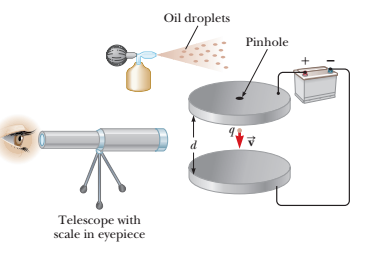 Oil droplets
Pinhole
+ −
q
v⃗
d
Telescope with
scale in eyepiece